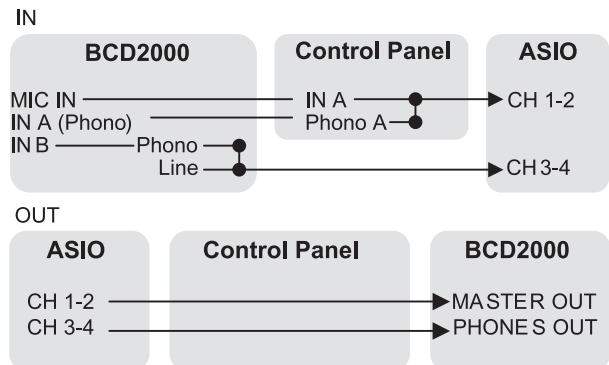 IN
BCD2000 Control Panel ASIO
MIC IN IN A CH 1-2
IN A (Phono) Phono A
IN B Phono
Line CH 3-4
OUT
ASIO Control Panel BCD2000
CH 1-2 MASTER OUT
CH 3-4 PHONES OUT